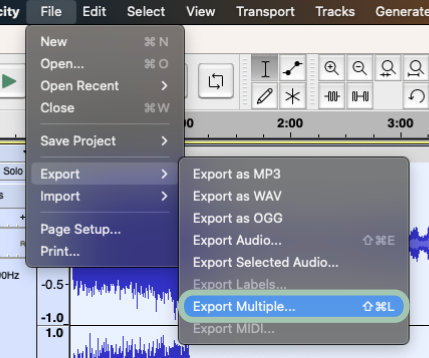 city File Edit Select View Transport Tracks Generate
New ⌘ N
Open... ⌘ O
Open Recent >
Close ⌘ W
Save Project >
Export >
Import >
Page Setup...
Print...
Export as MP3
Export as WAV
Export as OGG
Export Audio... ⇧⌘E
Export Selected Audio...
Export Labels...
Export Multiple... ⇧⌘L
Export MIDI...
2:00 3:00
Solo
00Hz
-0.5-
-1.0
1.0